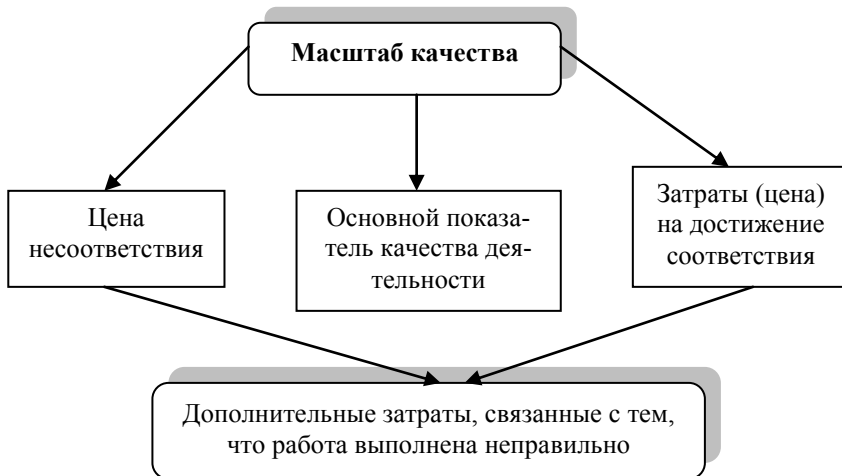 Масштаб качества
Цена
несоответствия
Основной показа-
тель качества дея-
тельности
Затраты (цена)
на достижение
соответствия
Дополнительные затраты, связанные с тем,
что работа выполнена неправильно